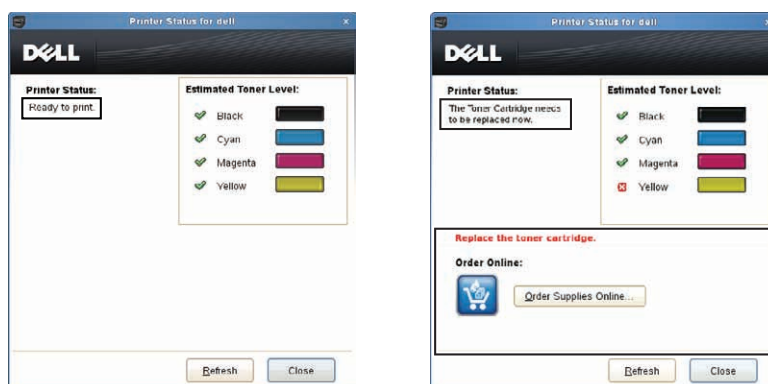 Printer Status for dell
x
DELL
Printer Status:
Ready to print.
Estimated Toner Level:
Black
Cyan
Magenta
Yellow
Refresh
Close
Printer Status for dell
x
DELL
Printer Status:
The Toner Cartridge needs
to be replaced now.
Estimated Toner Level:
Black
Cyan
Magenta
Yellow
Replace the toner cartridge.
Order Online:
Order Supplies Online...
Refresh
Close